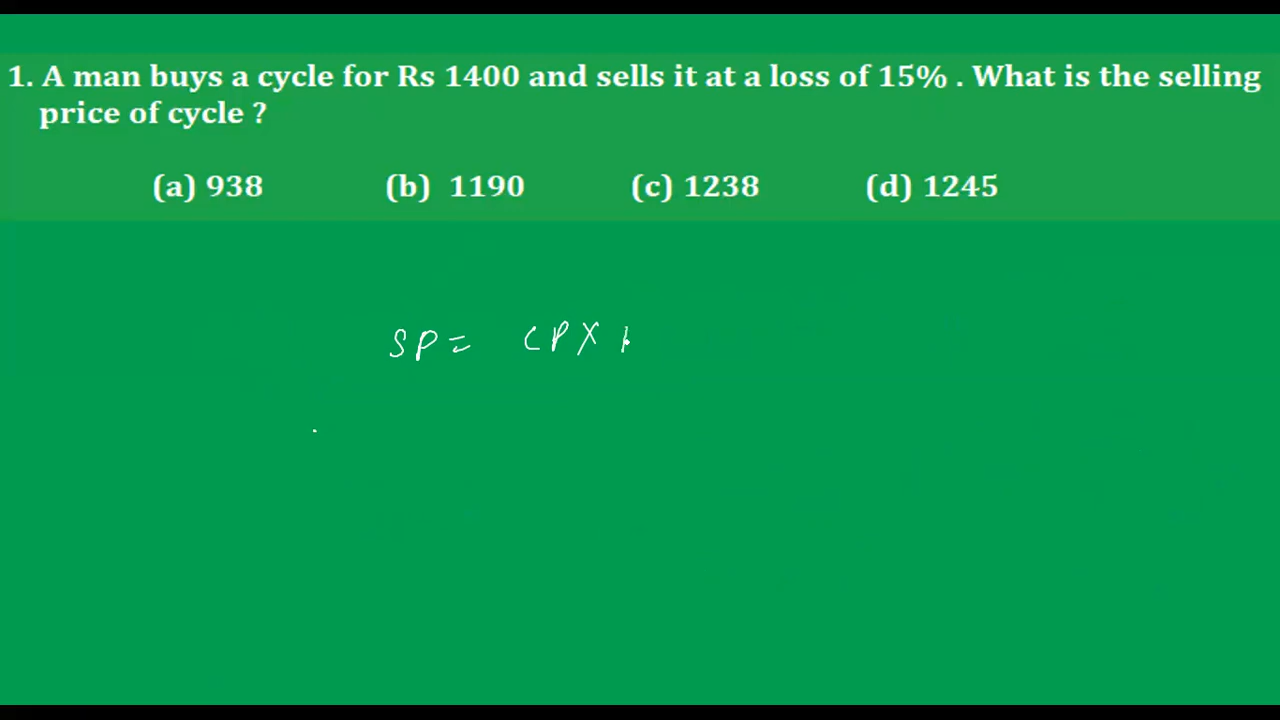 1. A man buys a cycle for Rs 1400 and sells it at a loss of 15% . What is the selling
price of cycle ?
(a) 938 (b) 1190 (c) 1238 (d) 1245
SP= CPX